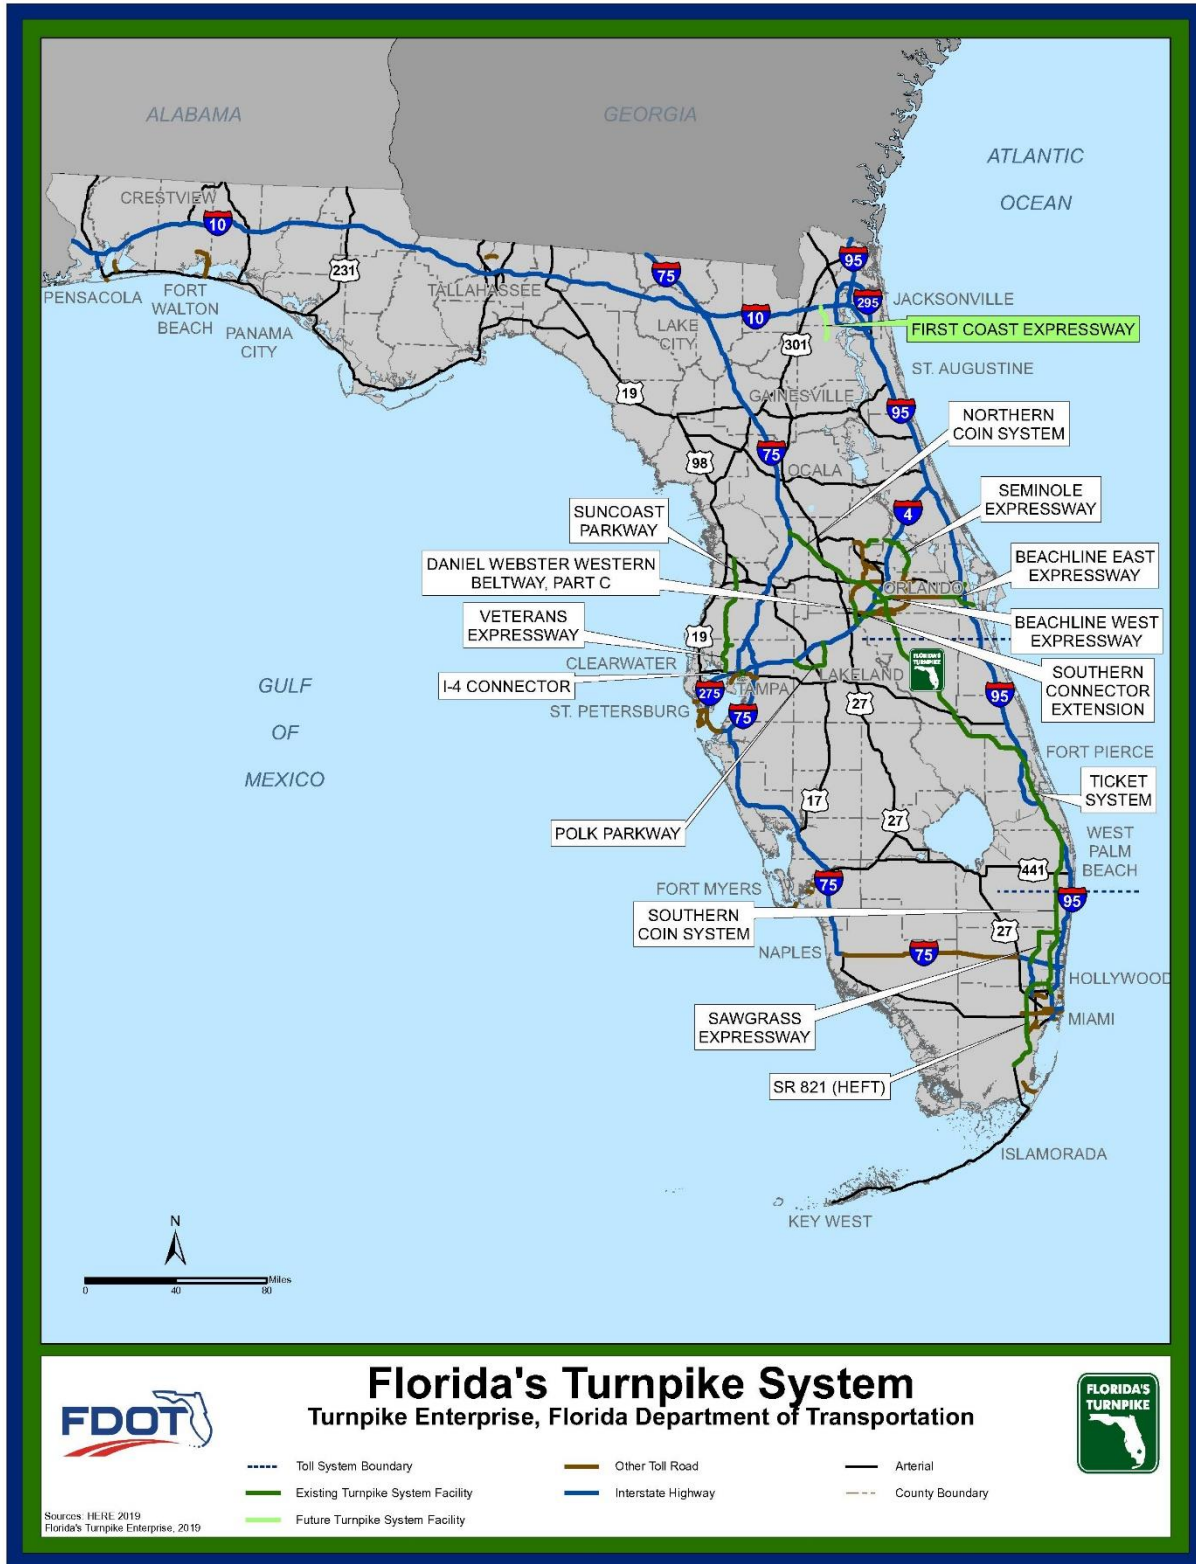 ALABAMA
GEORGIA
ATLANTIC
OCEAN
CRESTVIEW
10
231
PENSACOLA
FORT
WALTON
BEACH
PANAMA
CITY
TALLAHASSEE
75
LAKE
CITY
10
95
295
JACKSONVILLE
FIRST COAST EXPRESSWAY
301
ST. AUGUSTINE
19
GAINESVILLE
95
NORTHERN
COIN SYSTEM
98
75
OCALA
4
SEMINOLE
EXPRESSWAY
SUNCOAST
PARKWAY
DANIEL WEBSTER WESTERN
BELTWAY, PART C
BEACHLINE EAST
EXPRESSWAY
ORLANDO
VETERANS
EXPRESSWAY
19
BEACHLINE WEST
EXPRESSWAY
CLEARWATER
I-4 CONNECTOR
275
TAMPA
LAKELAND
FLORIDA'S
TURNPIKE
SOUTHERN
CONNECTOR
EXTENSION
95
ST. PETERSBURG
75
27
GULF
OF
MEXICO
FORT PIERCE
TICKET
SYSTEM
17
27
POLK PARKWAY
WEST
PALM
BEACH
441
FORT MYERS
75
95
SOUTHERN
COIN SYSTEM
27
NAPLES
75
HOLLYWOOD
SAWGRASS
EXPRESSWAY
MIAMI
SR 821 (HEFT)
ISLAMORADA
KEY WEST
N
Miles
0 40 80
Florida's Turnpike System
Turnpike Enterprise, Florida Department of Transportation
FDOT
FLORIDA'S
TURNPIKE
Toll System Boundary
Other Toll Road
Arterial
Existing Turnpike System Facility
Interstate Highway
County Boundary
Future Turnpike System Facility
Sources: HERE 2019
Florida's Turnpike Enterprise, 2019